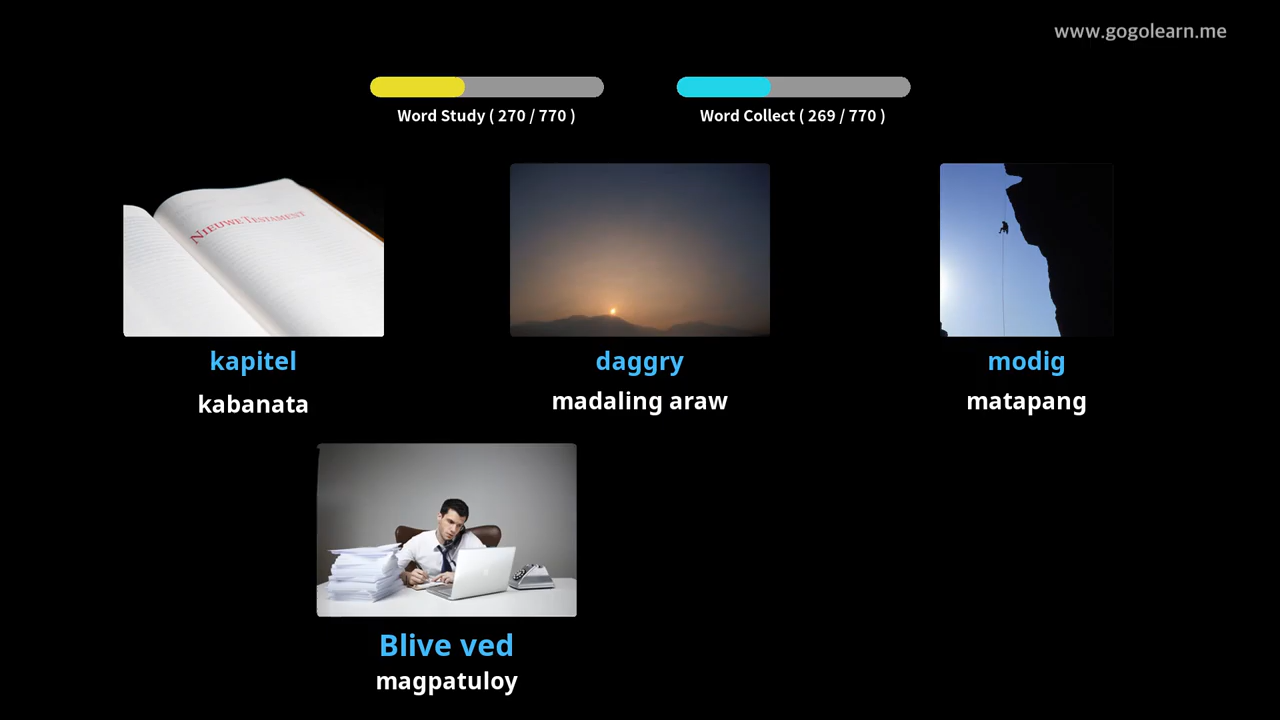 www.gogolearn.me
Word Study ( 270 / 770 )
Word Collect ( 269 / 770 )
NIEUWE TESTAMENT
kapitel
kabanata
daggry
madaling araw
modig
matapang
Blive ved
magpatuloy